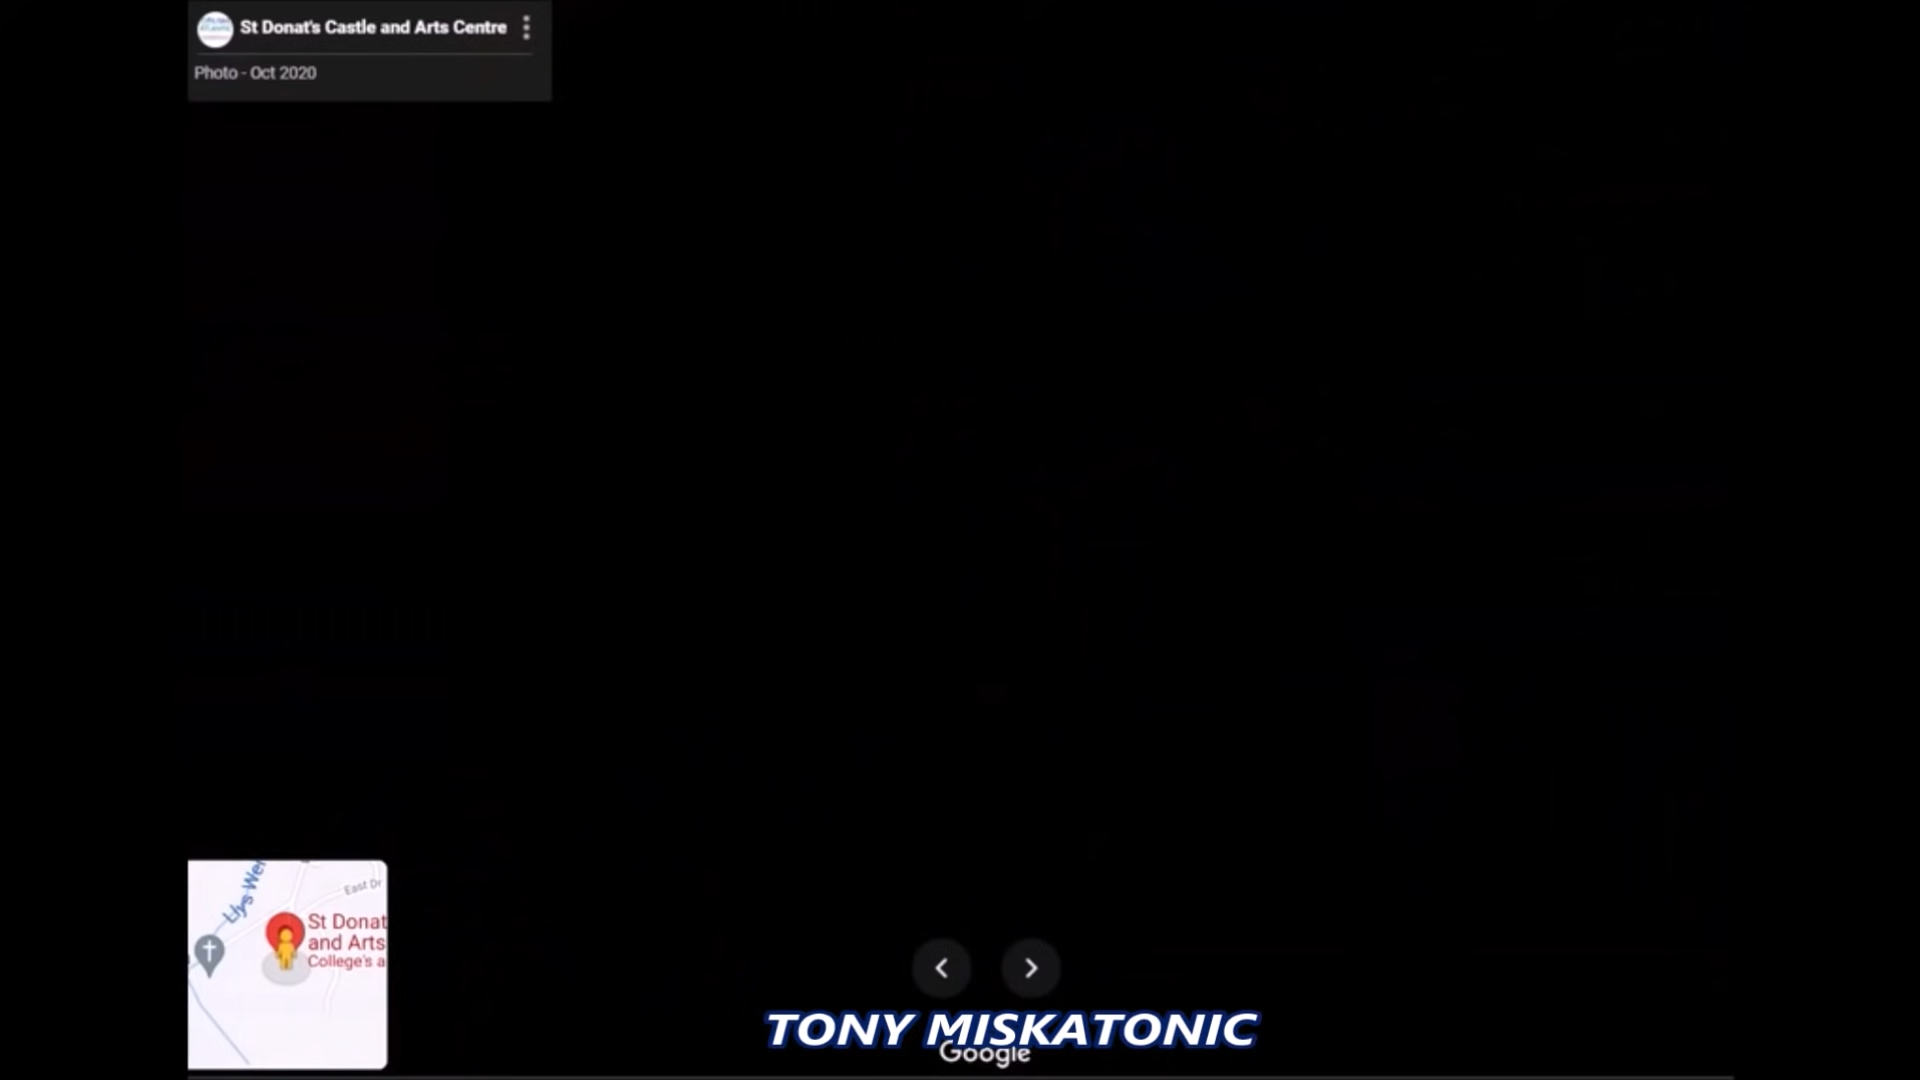 St Donat's Castle and Arts Centre
Photo - Oct 2020
East Dr
St Donat
and Arts
College's a
TONY MISKATONIC
Google